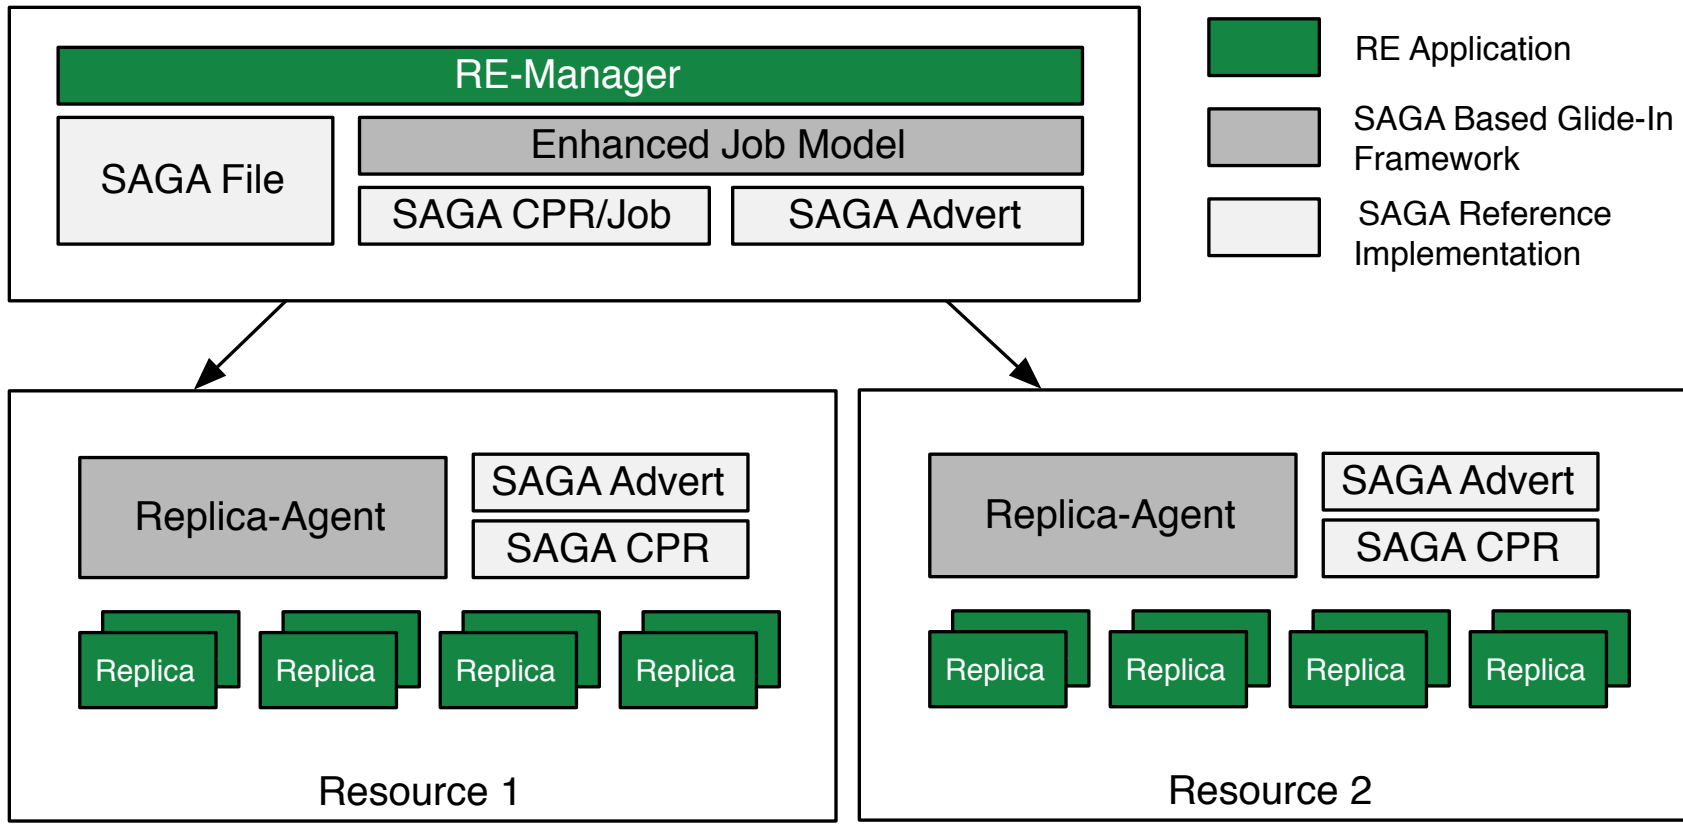 RE-Manager
SAGA File
Enhanced Job Model
SAGA CPR/Job
SAGA Advert
RE Application
SAGA Based Glide-In
Framework
SAGA Reference
Implementation
Replica-Agent
SAGA Advert
SAGA CPR
Replica
Replica
Replica
Replica
Resource 1
Replica-Agent
SAGA Advert
SAGA CPR
Replica
Replica
Replica
Replica
Resource 2